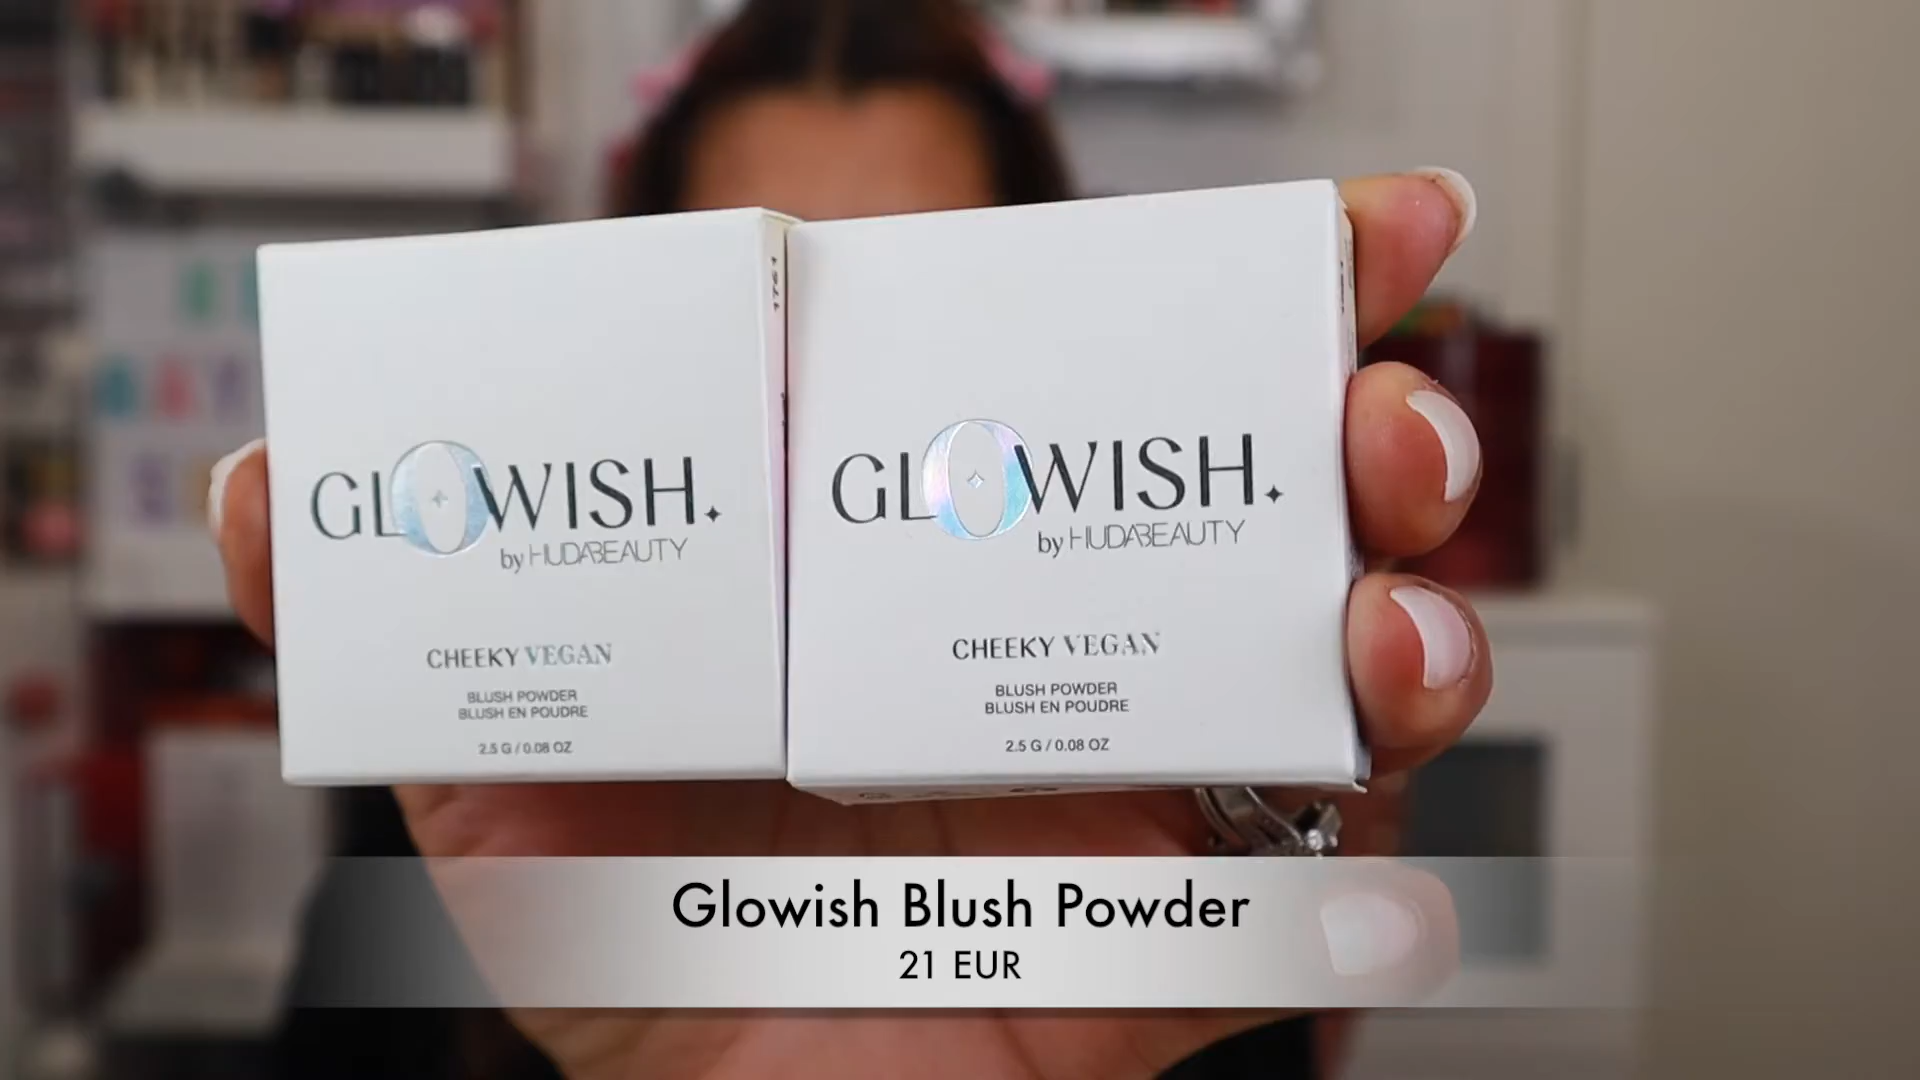 GLOWISH.
by HUDABEAUTY
CHEEKY VEGAN
BLUSH POWDER
BLUSH EN POUDRE
2.5 G / 0.08 OZ
1761
GLOWISH.
by HUDABEAUTY
CHEEKY VEGAN
BLUSH POWDER
BLUSH EN POUDRE
2.5 G / 0.08 OZ
Glowish Blush Powder
21 EUR